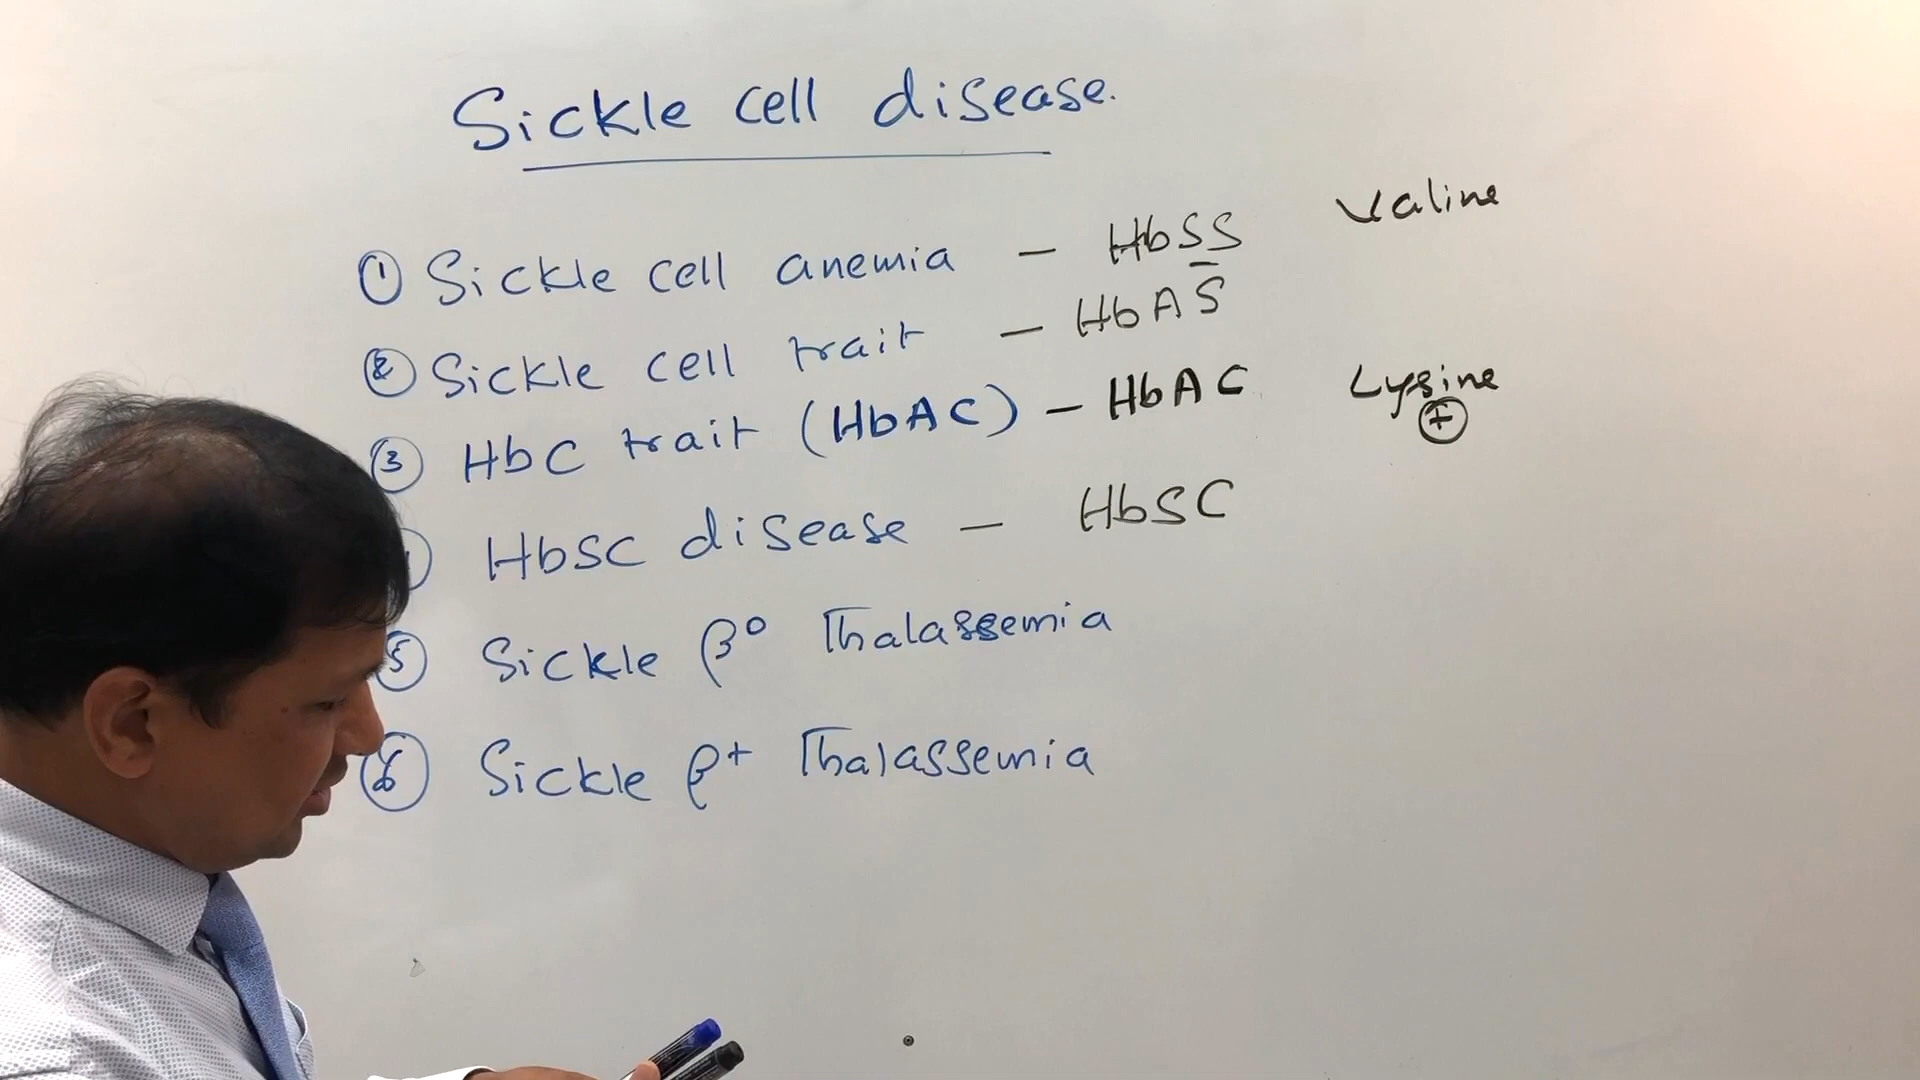 Sickle cell disease.
① Sickle cell anemia – HbSS Valine
② Sickle cell trait – HbAS
③ HbC trait (HbAC) – HbAC Lysine
+
HbSC disease – HbSC
⑤ Sickle β⁰ Thalassemia
⑥ Sickle β⁺ Thalassemia